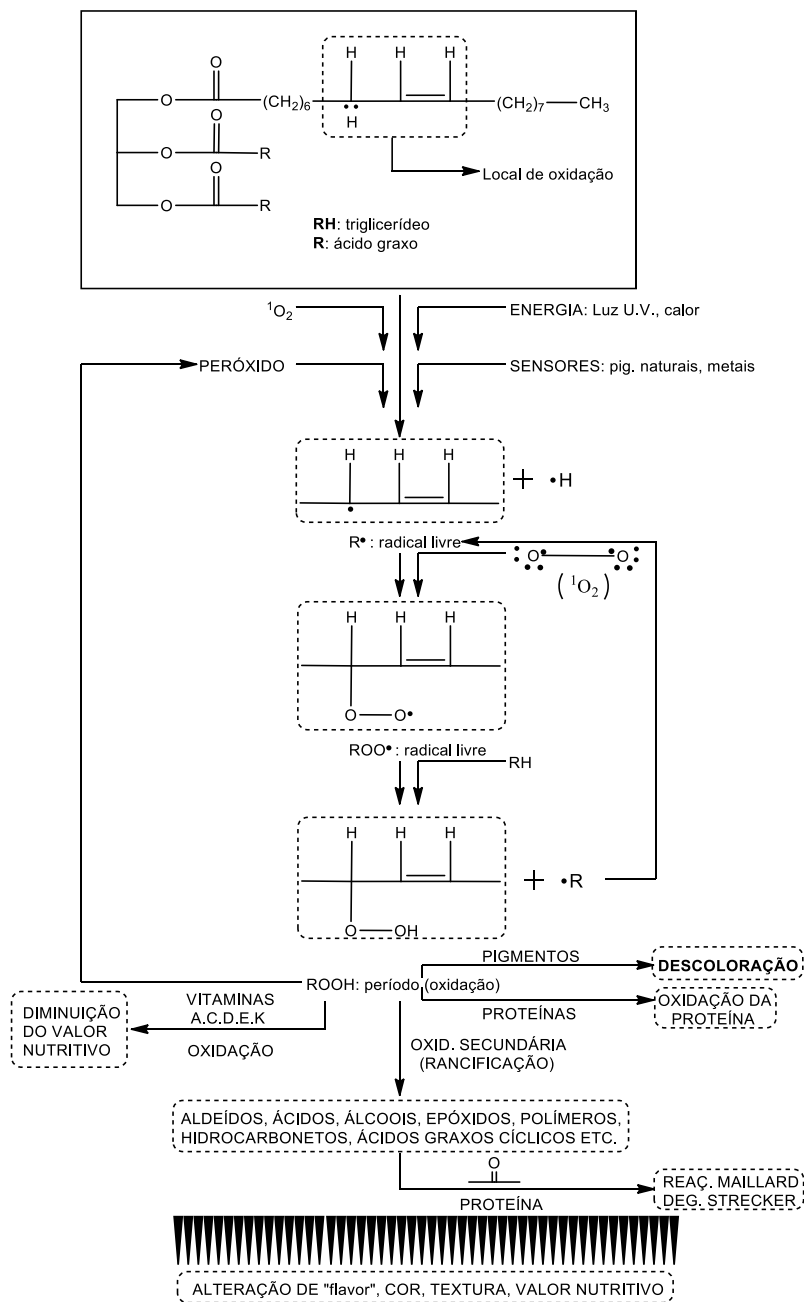 H H H
O
O (CH2)6 (CH2)7 CH3
O H
O R
O
O R
Local de oxidação
RH: triglicerídeo
R: ácido graxo
¹O2
ENERGIA: Luz U.V., calor
PERÓXIDO
SENSORES: pig. naturais, metais
H H H
+ •H
R• : radical livre
O O
(¹O2)
H H H
O O•
ROO• : radical livre
RH
H H H
+ •R
O OH
PIGMENTOS
DESCOLORAÇÃO
ROOH: período (oxidação)
PROTEÍNAS
OXIDAÇÃO DA
PROTEÍNA
VITAMINAS
A.C.D.E.K
OXIDAÇÃO
DIMINUIÇÃO
DO VALOR
NUTRITIVO
OXID. SECUNDÁRIA
(RANCIFICAÇÃO)
ALDEÍDOS, ÁCIDOS, ÁLCOOIS, EPÓXIDOS, POLÍMEROS,
HIDROCARBONETOS, ÁCIDOS GRAXOS CÍCLICOS ETC.
O
PROTEÍNA
REAÇ. MAILLARD
DEG. STRECKER
ALTERAÇÃO DE "flavor", COR, TEXTURA, VALOR NUTRITIVO